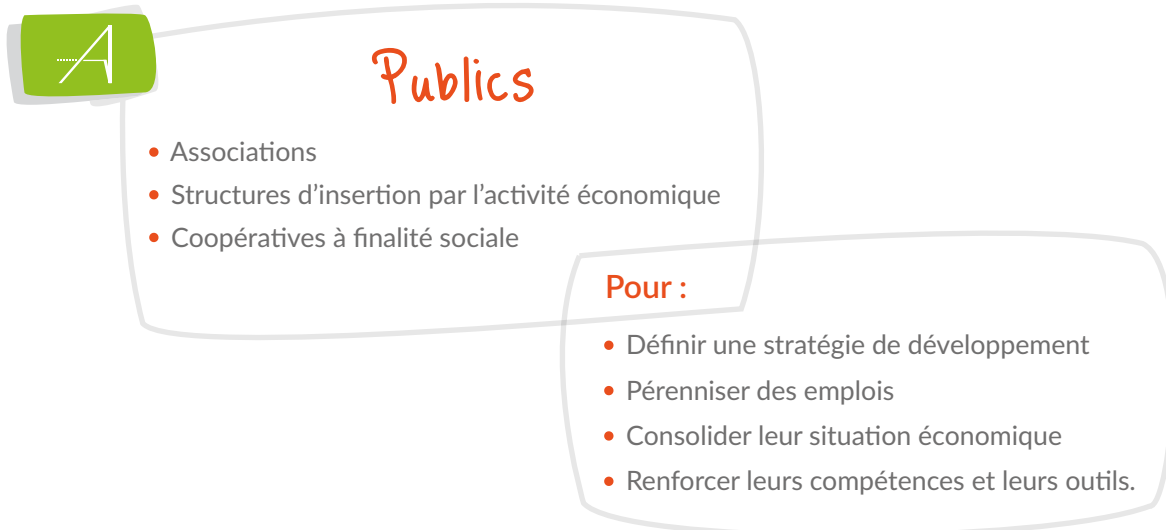 A
Publics
• Associations
• Structures d’insertion par l’activité économique
• Coopératives à finalité sociale
Pour :
• Définir une stratégie de développement
• Pérenniser des emplois
• Consolider leur situation économique
• Renforcer leurs compétences et leurs outils.